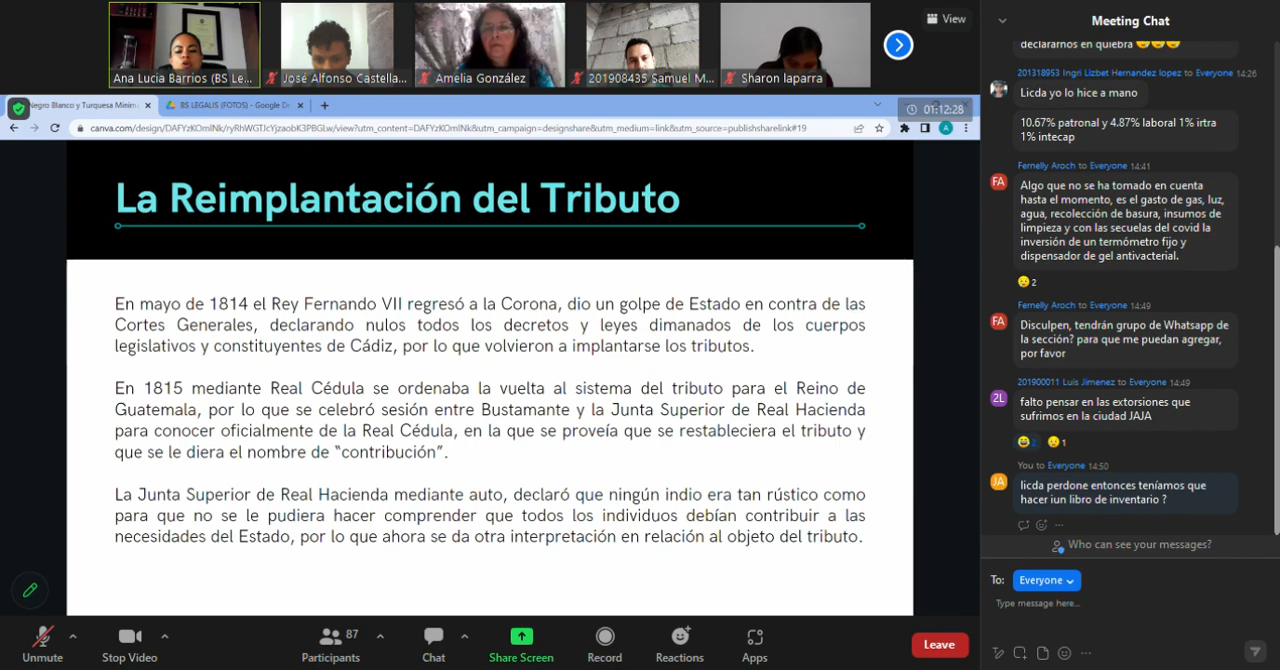 View
Ana Lucia Barrios (BS Le...
José Alfonso Castella...
Amelia González
201908435 Samuel M...
Sharon laparra
Negro Blanco y Turquesa Minim
BS LEGALIS (FOTOS) - Google D
01:12:28
A
La Reimplantación del Tributo
En mayo de 1814 el Rey Fernando VII regresó a la Corona, dio un golpe de Estado en contra de las
Cortes Generales, declarando nulos todos los decretos y leyes dimanados de los cuerpos
legislativos y constituyentes de Cádiz, por lo que volvieron a implantarse los tributos.
En 1815 mediante Real Cédula se ordenaba la vuelta al sistema del tributo para el Reino de
Guatemala, por lo que se celebró sesión entre Bustamante y la Junta Superior de Real Hacienda
para conocer oficialmente de la Real Cédula, en la que se proveía que se restableciera el tributo y
que se le diera el nombre de “contribución”.
La Junta Superior de Real Hacienda mediante auto, declaró que ningún indio era tan rústico como
para que no se le pudiera hacer comprender que todos los individuos debían contribuir a las
necesidades del Estado, por lo que ahora se da otra interpretación en relación al objeto del tributo.
Unmute
Stop Video
87
Participants
Chat
Share Screen
Record
Reactions
Apps
Leave
Meeting Chat
declararnos en quiebra
201318953 Ingri Lizbet Hernandez lopez to Everyone 14:26
Licda yo lo hice a mano
10.67% patronal y 4.87% laboral 1% irtra
1% intecap
Fernelly Aroch to Everyone 14:41
FA
Algo que no se ha tomado en cuenta
hasta el momento, es el gasto de gas, luz,
agua, recolección de basura, insumos de
limpieza y con las secuelas del covid la
inversión de un termómetro fijo y
dispensador de gel antivacterial.
2
Fernelly Aroch to Everyone 14:49
FA
Disculpen, tendrán grupo de Whatsapp de
la sección? para que me puedan agregar,
por favor
201900011 Luis Jimenez to Everyone 14:49
2L
falto pensar en las extorsiones que
sufrimos en la ciudad JAJA
1
You to Everyone 14:50
JA
licda perdone entonces teníamos que
hacer iun libro de inventario ?
Who can see your messages?
To: Everyone
Type message here...